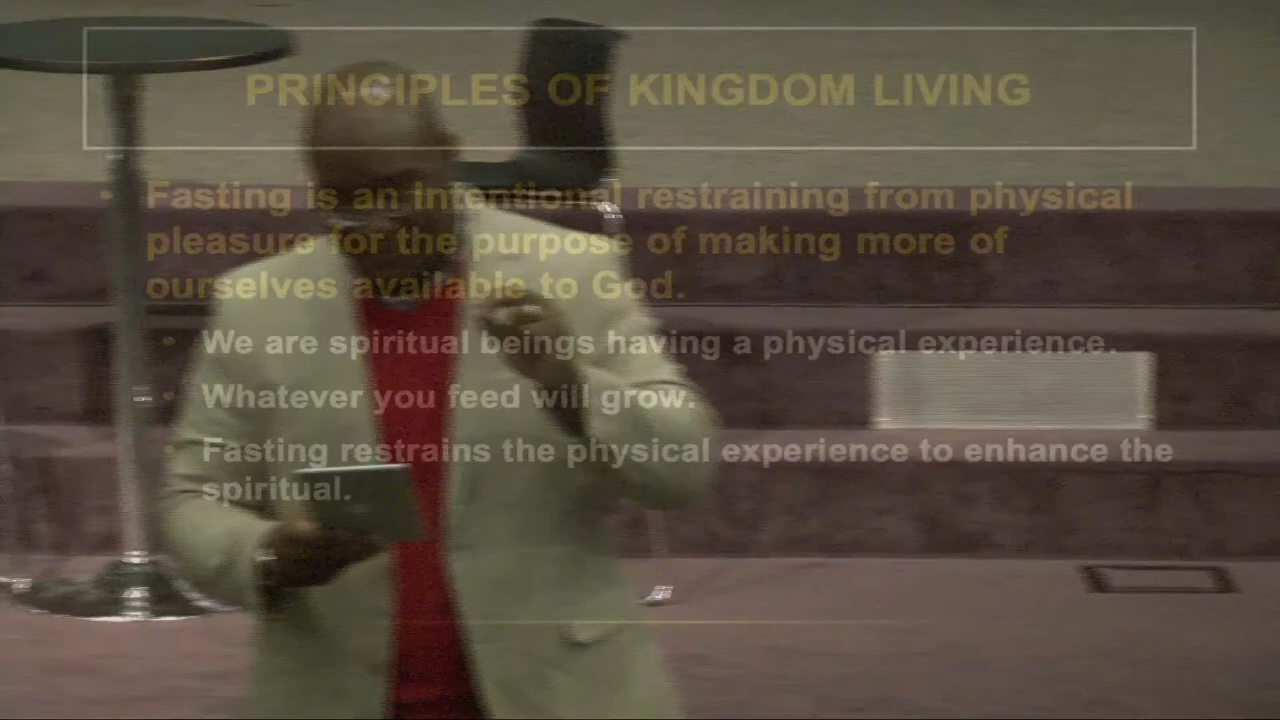 PRINCIPLES OF KINGDOM LIVING
• Fasting is an intentional restraining from physical
pleasure for the purpose of making more of
ourselves available to God.
• We are spiritual beings having a physical experience.
• Whatever you feed will grow.
• Fasting restrains the physical experience to enhance the
spiritual.